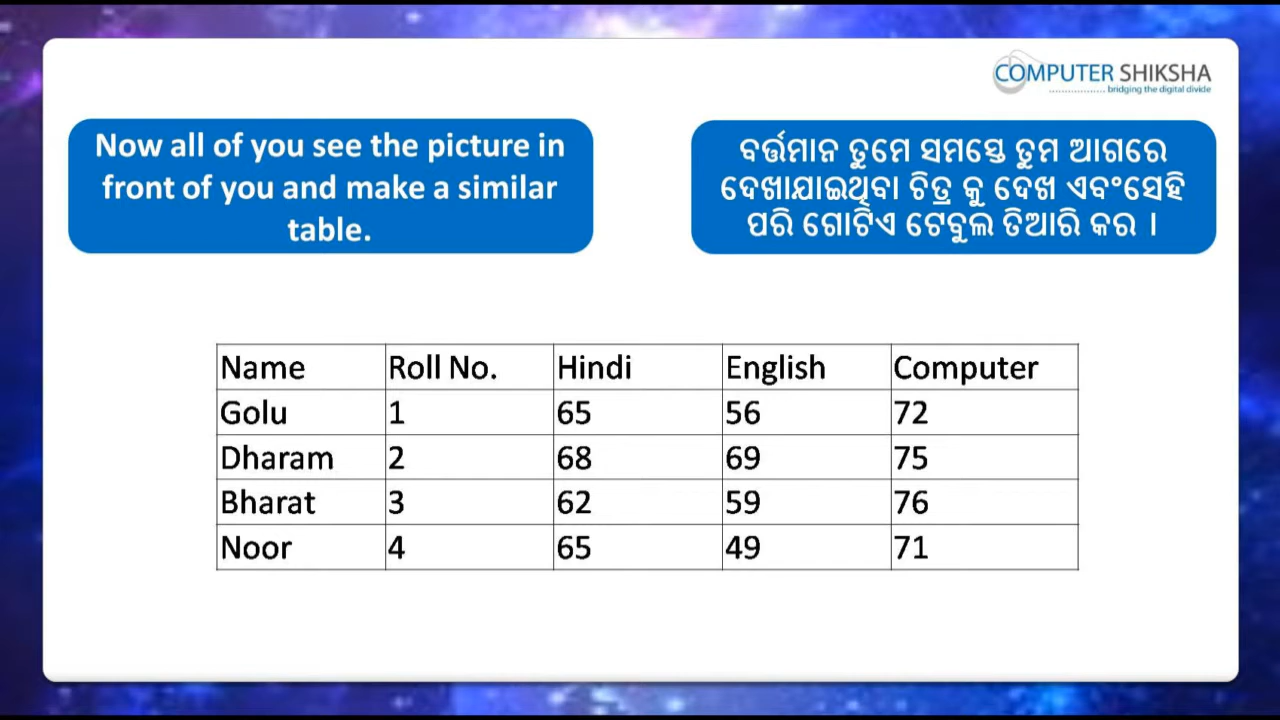 COMPUTER SHIKSHA
bridging the digital divide
Now all of you see the picture in
front of you and make a similar
table.
ବର୍ତ୍ତମାନ ତୁମେ ସମସ୍ତେ ତୁମ ଆଗରେ
ଦେଖାଯାଇଥିବା ଚିତ୍ର କୁ ଦେଖ ଏବଂସେହି
ପରି ଗୋଟିଏ ଟେବୁଲ ତିଆରି କର ।
Name Roll No. Hindi English Computer
Golu 1 65 56 72
Dharam 2 68 69 75
Bharat 3 62 59 76
Noor 4 65 49 71